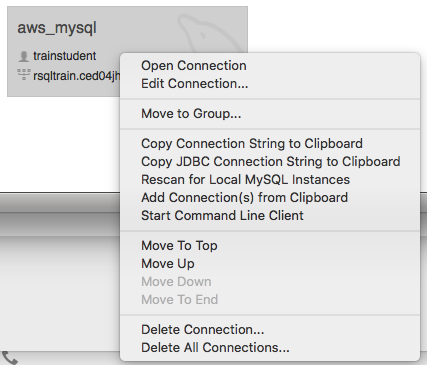 aws_mysql
trainstudent
rsqltrain.ced04jh
Open Connection
Edit Connection...
Move to Group...
Copy Connection String to Clipboard
Copy JDBC Connection String to Clipboard
Rescan for Local MySQL Instances
Add Connection(s) from Clipboard
Start Command Line Client
Move To Top
Move Up
Move Down
Move To End
Delete Connection...
Delete All Connections...